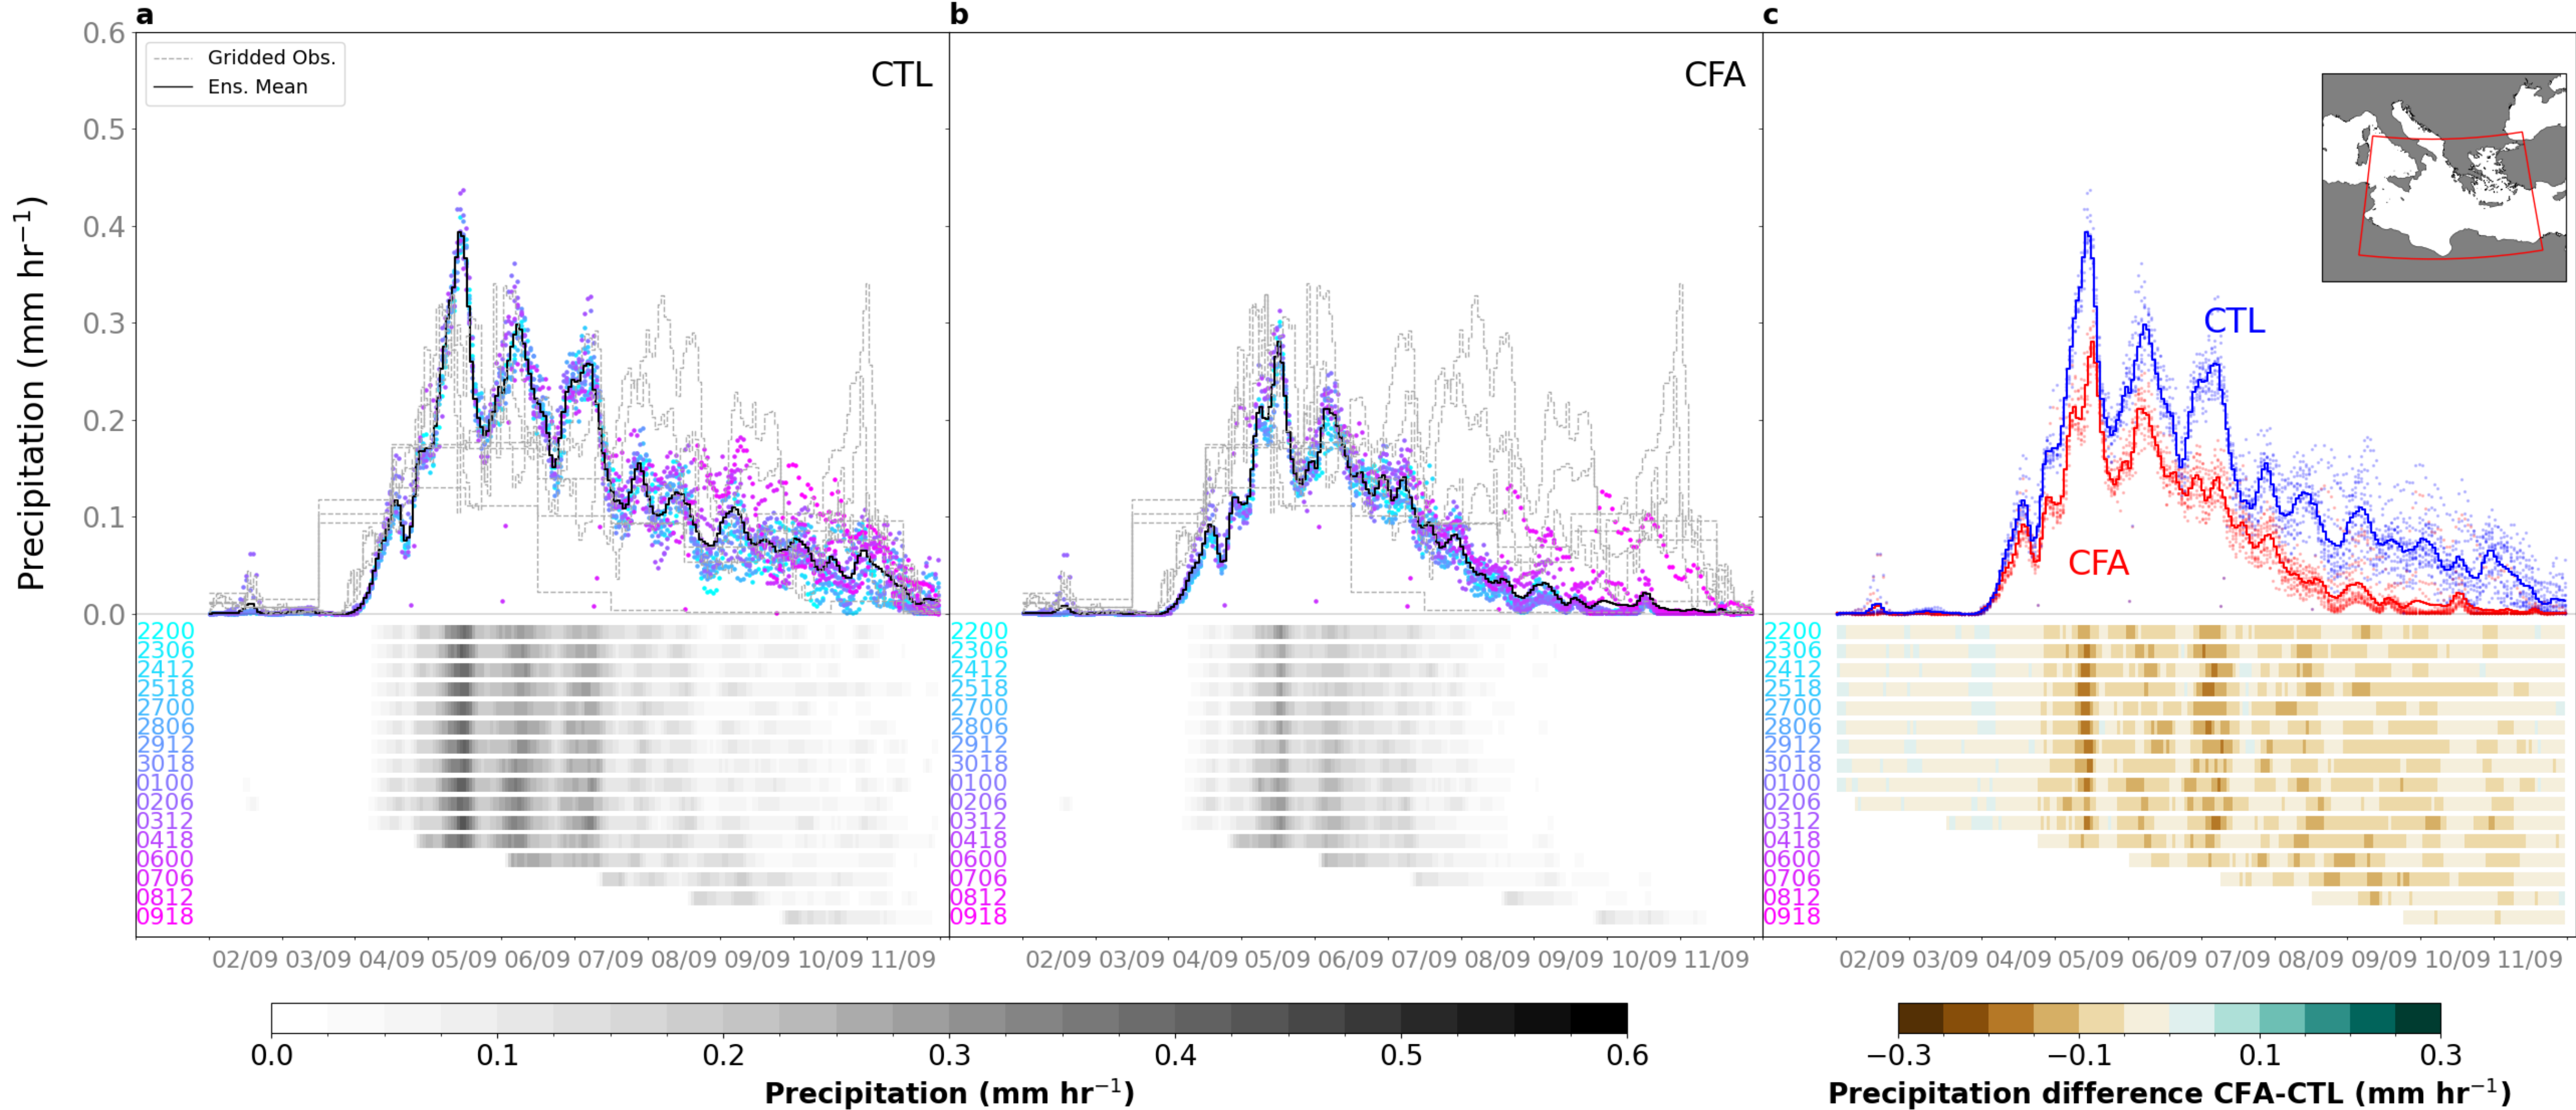 a b c
0.6
0.5
0.4
0.3
0.2
0.1
0.0
Precipitation (mm hr⁻¹)
Gridded Obs.
Ens. Mean
CTL
CFA
CTL
CFA
2200 2200 2200
2306 2306 2306
2412 2412 2412
2518 2518 2518
2700 2700 2700
2806 2806 2806
2912 2912 2912
3018 3018 3018
0100 0100 0100
0206 0206 0206
0312 0312 0312
0418 0418 0418
0600 0600 0600
0706 0706 0706
0812 0812 0812
0918 0918 0918
02/09 03/09 04/09 05/09 06/09 07/09 08/09 09/09 10/09 11/09
02/09 03/09 04/09 05/09 06/09 07/09 08/09 09/09 10/09 11/09
02/09 03/09 04/09 05/09 06/09 07/09 08/09 09/09 10/09 11/09
0.0 0.1 0.2 0.3 0.4 0.5 0.6
Precipitation (mm hr⁻¹)
−0.3 −0.1 0.1 0.3
Precipitation difference CFA-CTL (mm hr⁻¹)